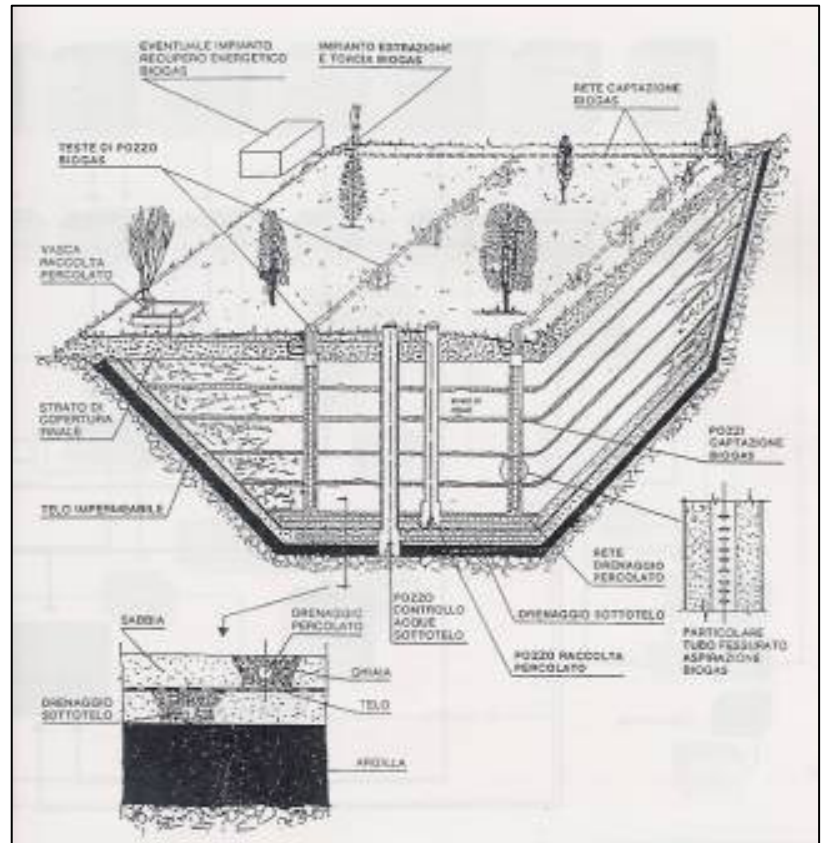 EVENTUALE IMPIANTO
RECUPERO ENERGETICO
BIOGAS
IMPIANTO ESTRAZIONE
E TORCIA BIOGAS
RETE CAPTAZIONE
BIOGAS
TESTE DI POZZO
BIOGAS
VASCA
RACCOLTA
PERCOLATO
STRATO DI
COPERTURA
FINALE
POZZI
CAPTAZIONE
BIOGAS
TELO IMPERMEABILE
RETE
DRENAGGIO
PERCOLATO
POZZO
CONTROLLO
ACQUE
SOTTOTELO
DRENAGGIO SOTTOTELO
POZZO RACCOLTA
PERCOLATO
PARTICOLARE
TUBO FESSURATO
ASPIRAZIONE
BIOGAS
SABBIA
DRENAGGIO
PERCOLATO
GHIAIA
TELO
DRENAGGIO
SOTTOTELO
ARGILLA